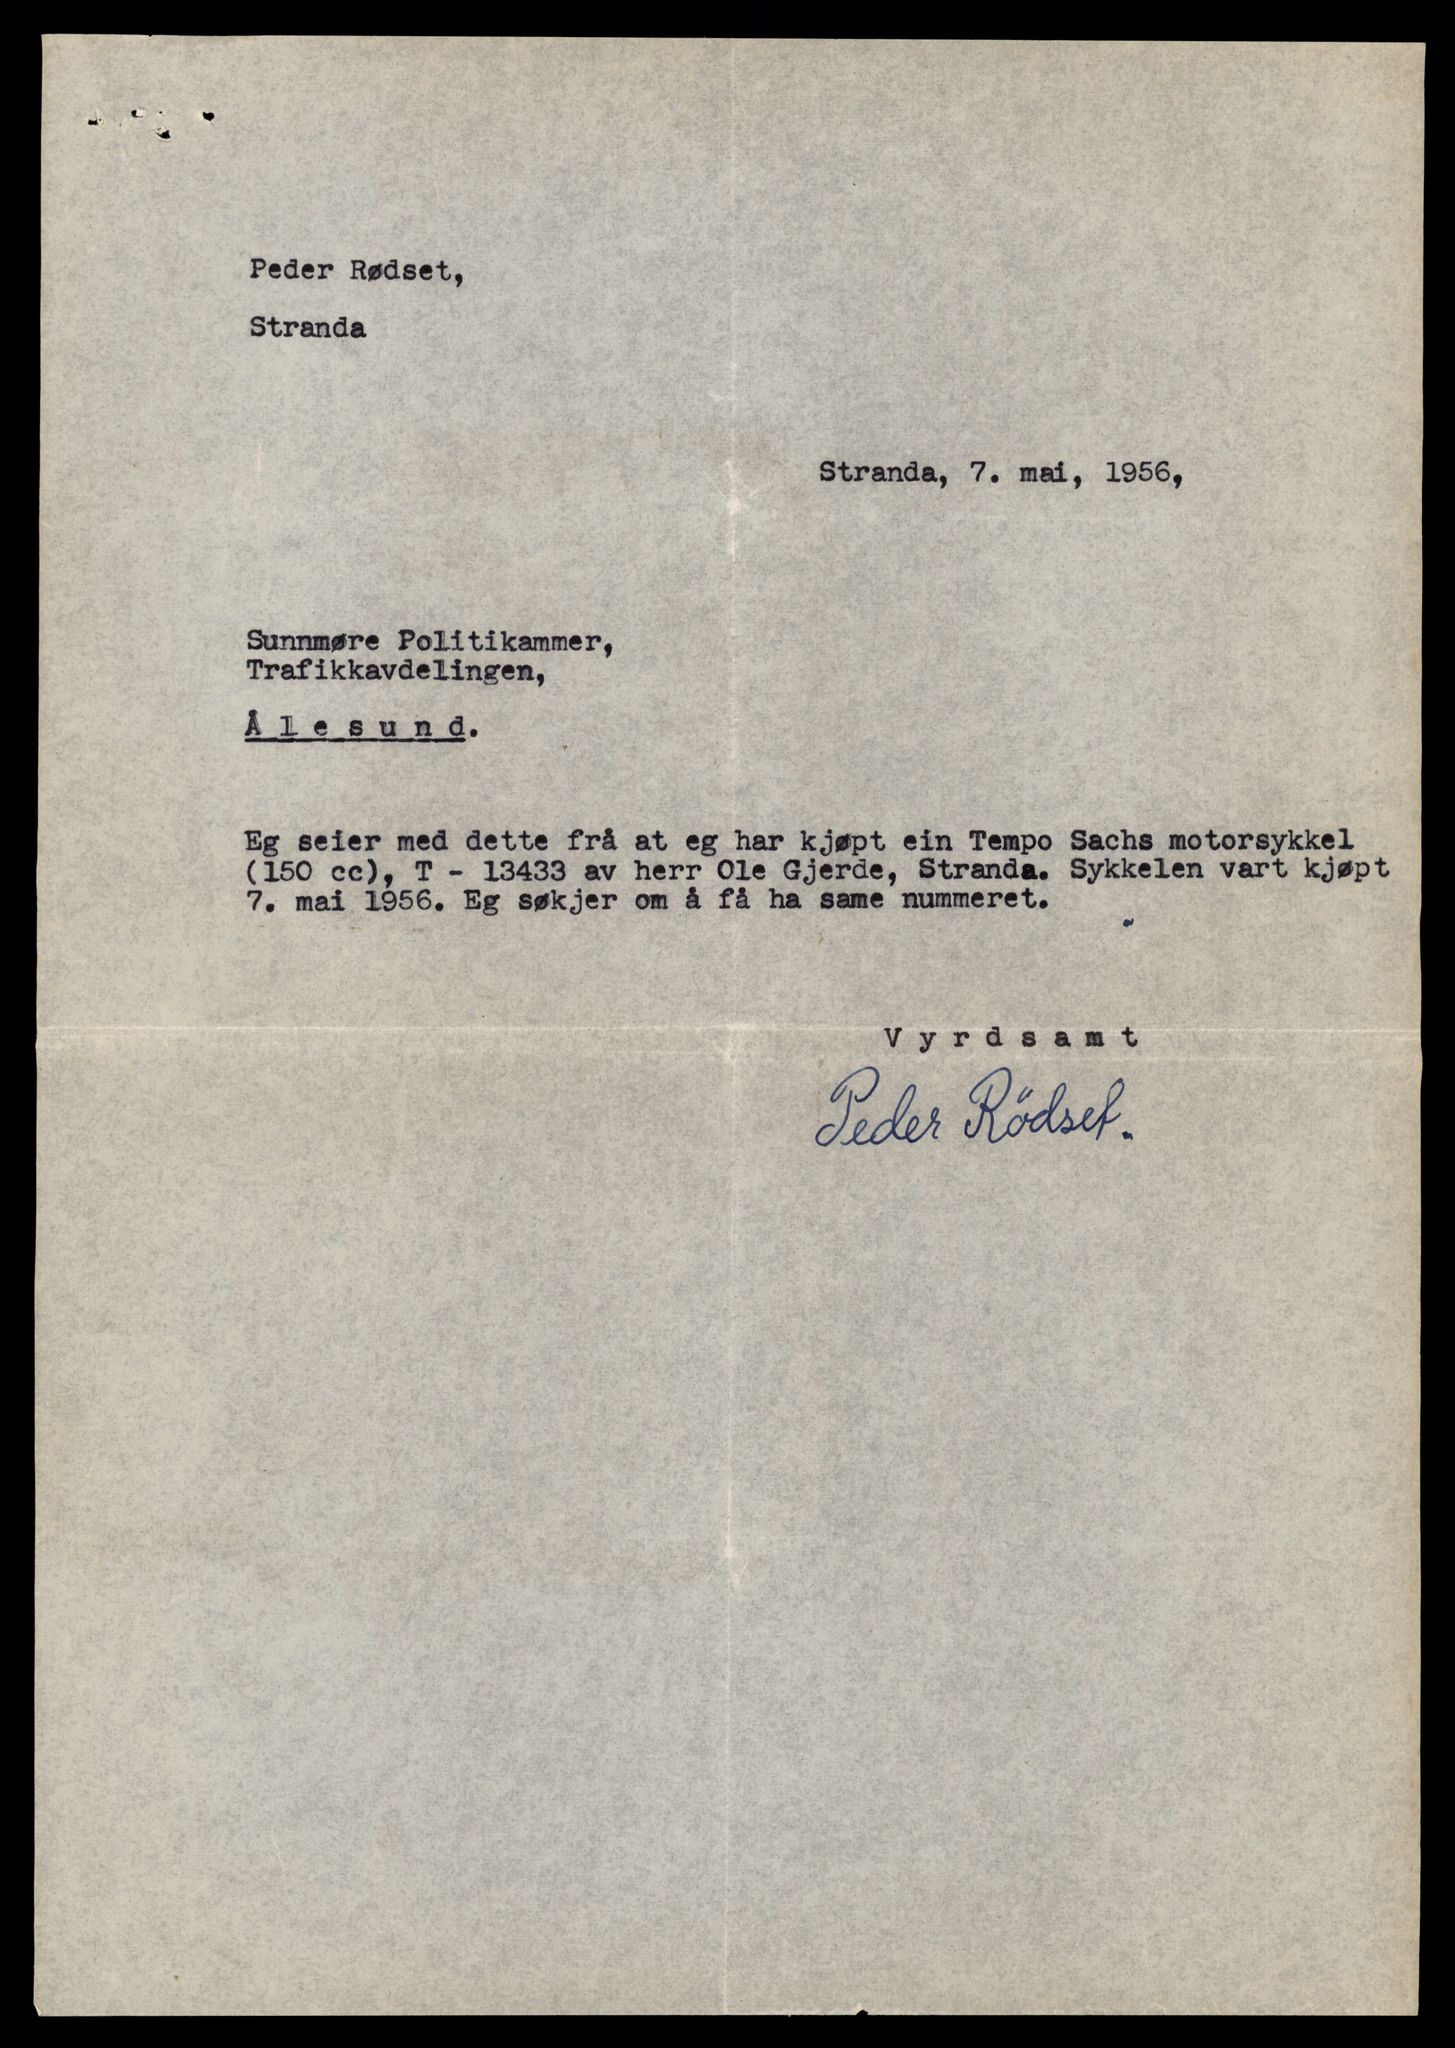 Peder Rødset,
Stranda
Stranda, 7. mai, 1956,
Sunnmøre Politikammer,
Trafikkavdelingen,
Å l e s u n d.
Eg seier med dette frå at eg har kjøpt ein Tempo Sachs motorsykkel
(150 cc), T - 13433 av herr Ole Gjerde, Stranda. Sykkelen vart kjøpt
7. mai 1956. Eg søkjer om å få ha same nummeret.
V y r d s a m t
Peder Rödset.